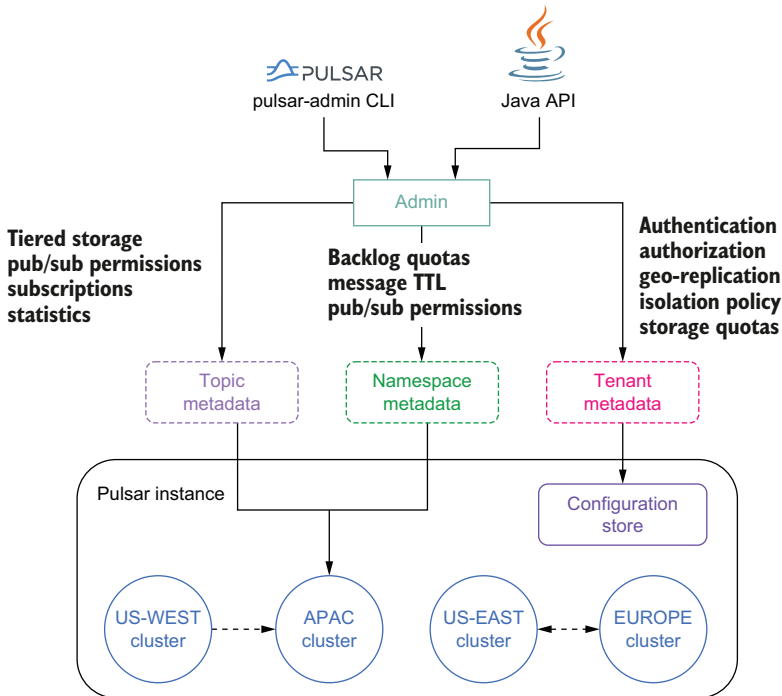 PULSAR
pulsar-admin CLI
Java API
Admin
Tiered storage
pub/sub permissions
subscriptions
statistics
Backlog quotas
message TTL
pub/sub permissions
Authentication
authorization
geo-replication
isolation policy
storage quotas
Topic
metadata
Namespace
metadata
Tenant
metadata
Pulsar instance
Configuration
store
US-WEST
cluster
APAC
cluster
US-EAST
cluster
EUROPE
cluster